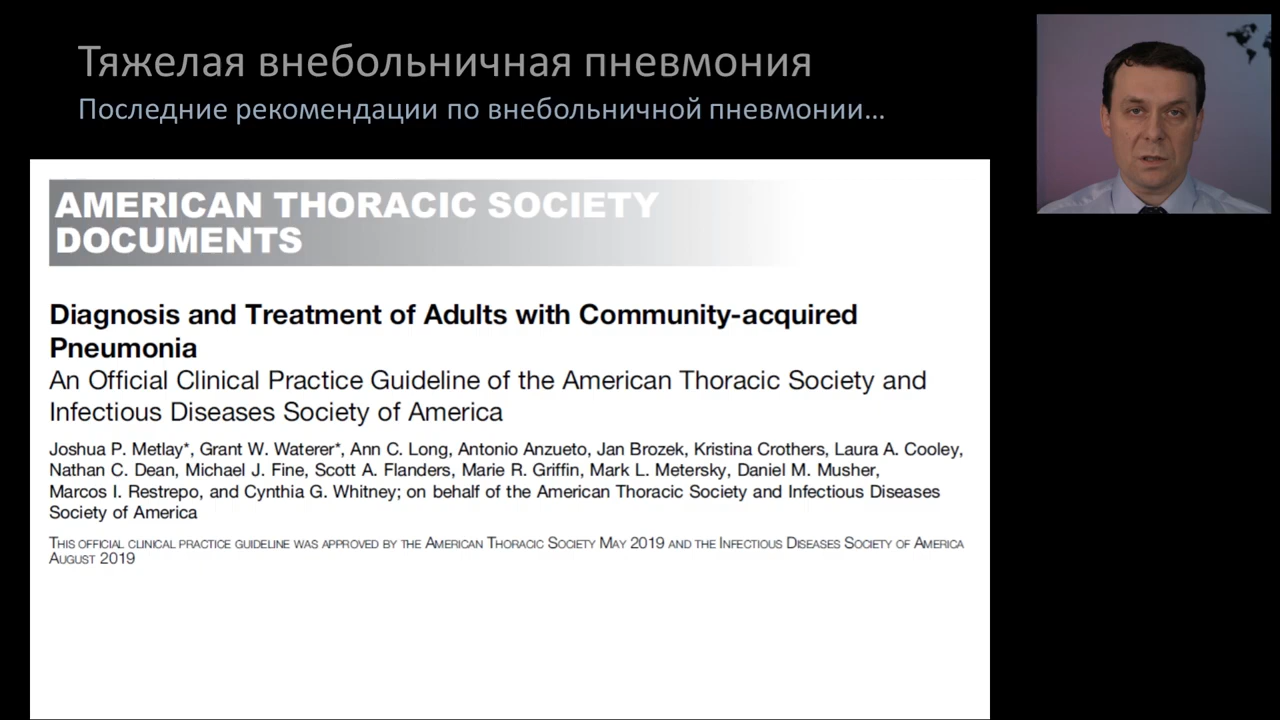 Тяжелая внебольничная пневмония
Последние рекомендации по внебольничной пневмонии…
AMERICAN THORACIC SOCIETY
DOCUMENTS
Diagnosis and Treatment of Adults with Community-acquired
Pneumonia
An Official Clinical Practice Guideline of the American Thoracic Society and
Infectious Diseases Society of America
Joshua P. Metlay*, Grant W. Waterer*, Ann C. Long, Antonio Anzueto, Jan Brozek, Kristina Crothers, Laura A. Cooley,
Nathan C. Dean, Michael J. Fine, Scott A. Flanders, Marie R. Griffin, Mark L. Metersky, Daniel M. Musher,
Marcos I. Restrepo, and Cynthia G. Whitney; on behalf of the American Thoracic Society and Infectious Diseases
Society of America
THIS OFFICIAL CLINICAL PRACTICE GUIDELINE WAS APPROVED BY THE AMERICAN THORACIC SOCIETY MAY 2019 AND THE INFECTIOUS DISEASES SOCIETY OF AMERICA
AUGUST 2019